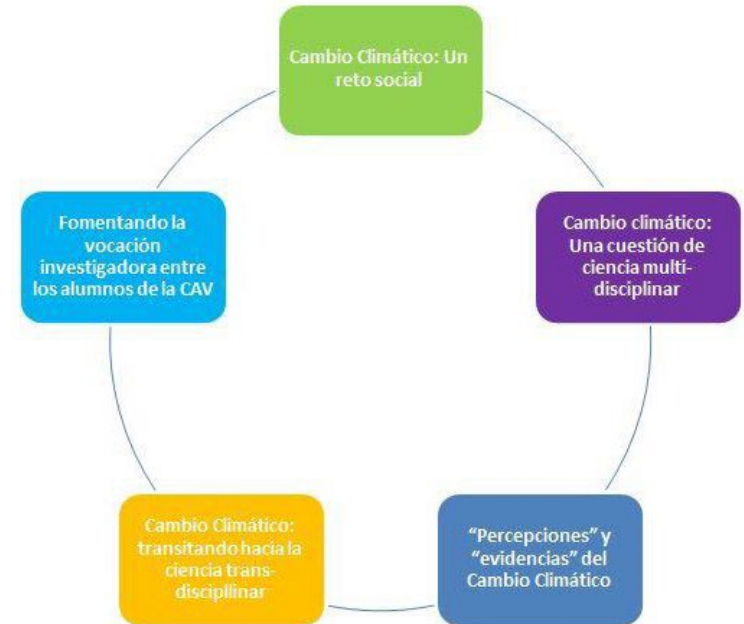 Cambio Climático: Un
reto social
Cambio climático:
Una cuestión de
ciencia multi-
disciplinar
"Percepciones" y
"evidencias" del
Cambio Climático
Cambio Climático:
transitando hacia la
ciencia trans-
discipllinar
Fomentando la
vocación
investigadora entre
los alumnos de la CAV